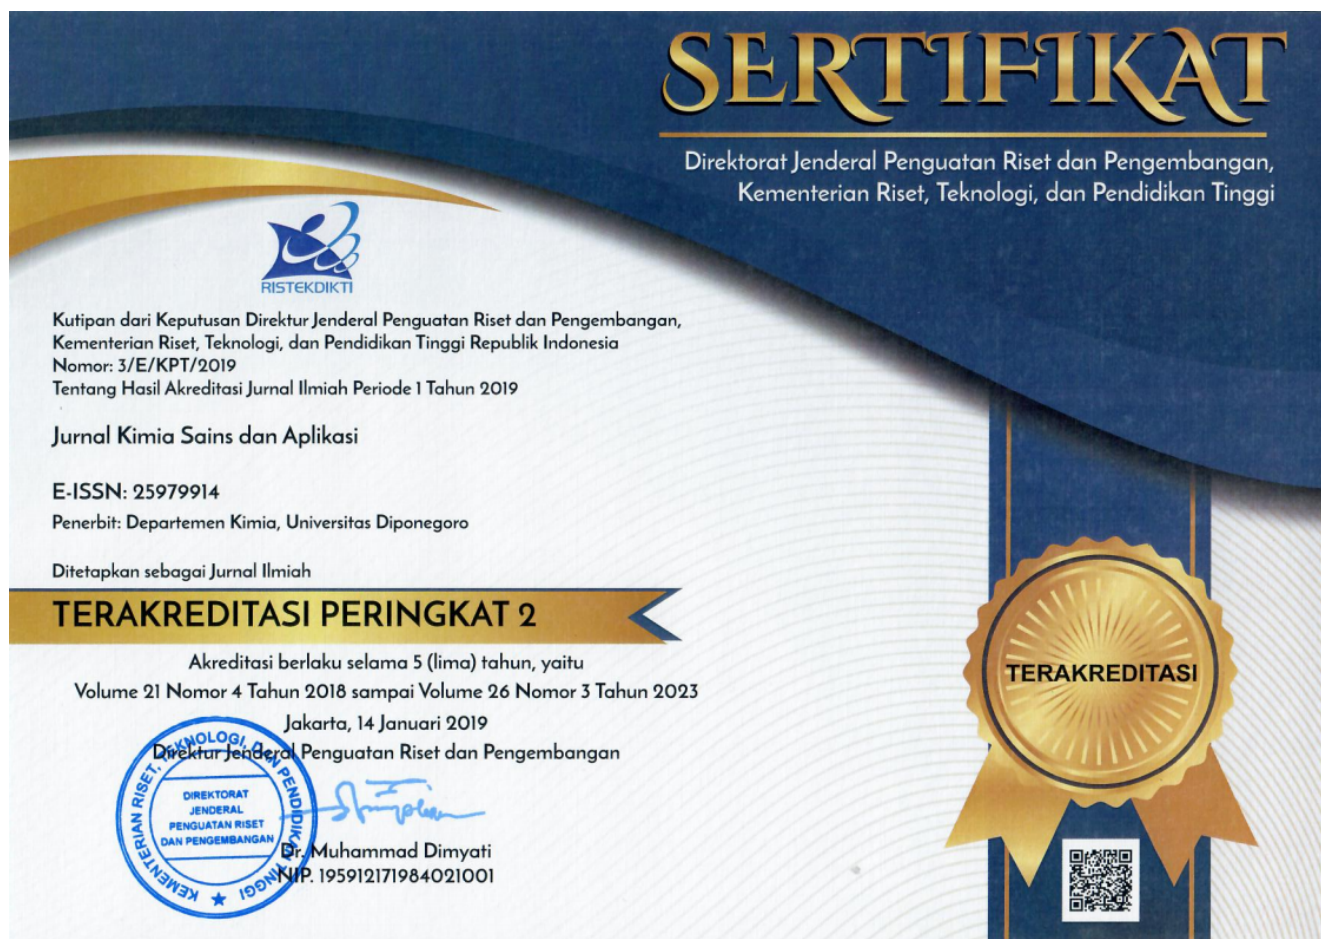 SERTIFIKAT
Direktorat Jenderal Penguatan Riset dan Pengembangan,
Kementerian Riset, Teknologi, dan Pendidikan Tinggi
RISTEKDIKTI
Kutipan dari Keputusan Direktur Jenderal Penguatan Riset dan Pengembangan,
Kementerian Riset, Teknologi, dan Pendidikan Tinggi Republik Indonesia
Nomor: 3/E/KPT/2019
Tentang Hasil Akreditasi Jurnal Ilmiah Periode 1 Tahun 2019
Jurnal Kimia Sains dan Aplikasi
E-ISSN: 25979914
Penerbit: Departemen Kimia, Universitas Diponegoro
Ditetapkan sebagai Jurnal Ilmiah
TERAKREDITASI PERINGKAT 2
Akreditasi berlaku selama 5 (lima) tahun, yaitu
Volume 21 Nomor 4 Tahun 2018 sampai Volume 26 Nomor 3 Tahun 2023
Jakarta, 14 Januari 2019
Direktur Jenderal Penguatan Riset dan Pengembangan
KEMENTERIAN RISET, TEKNOLOGI, DAN PENDIDIKAN TINGGI
DIREKTORAT
JENDERAL
PENGUATAN RISET
DAN PENGEMBANGAN
Dr. Muhammad Dimyati
NIP. 195912171984021001
TERAKREDITASI